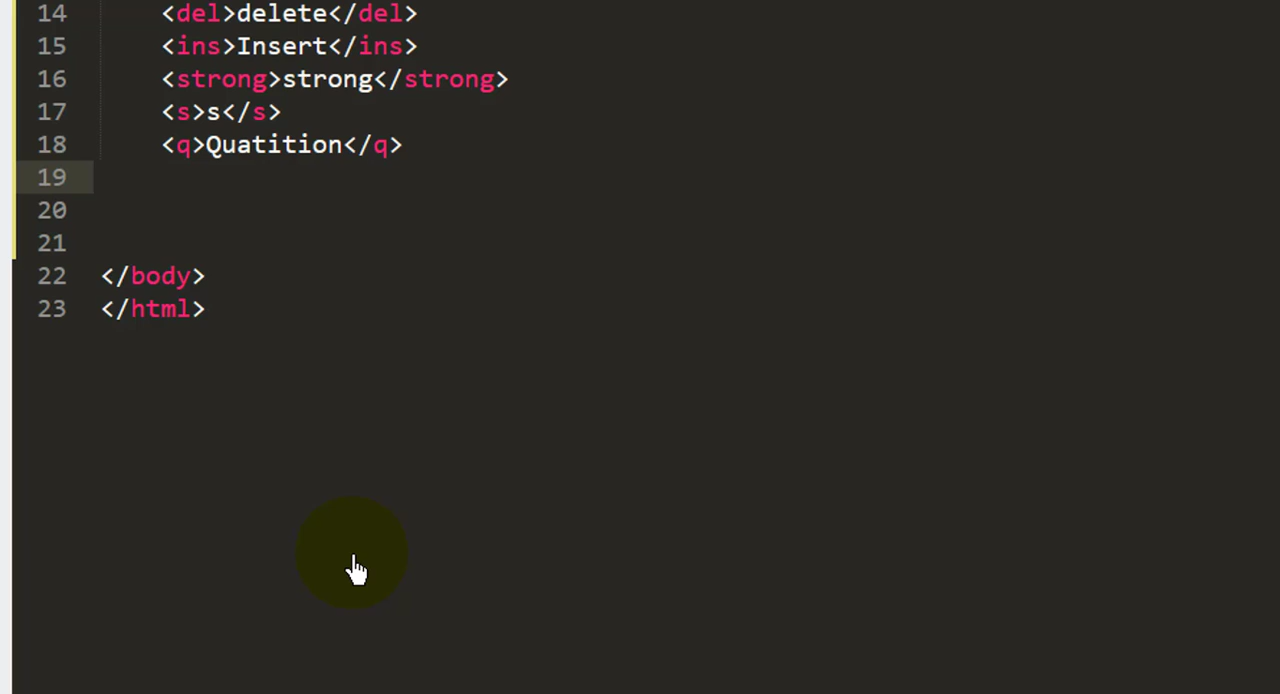 14 <del>delete</del>
15 <ins>Insert</ins>
16 <strong>strong</strong>
17 <s>s</s>
18 <q>Quatition</q>
19
20
21
22 </body>
23 </html>